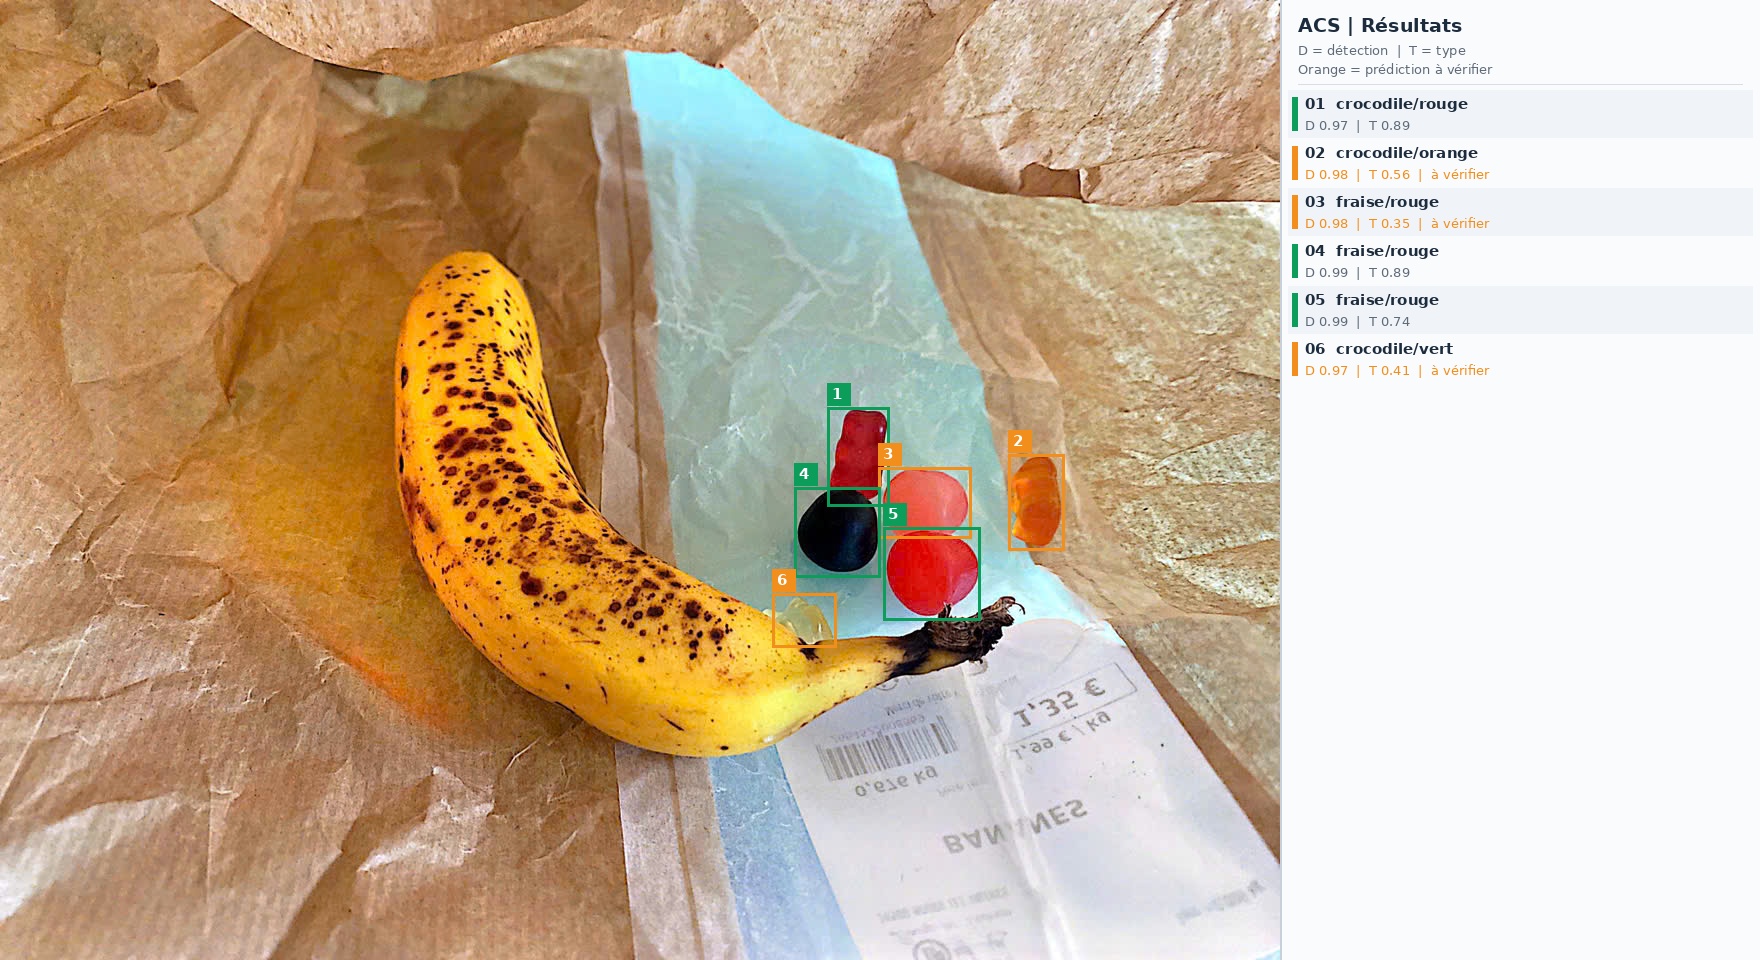 ACS | Résultats
D = détection | T = type
Orange = prédiction à vérifier
01 crocodile/rouge
D 0.97 | T 0.89
02 crocodile/orange
D 0.98 | T 0.56 | à vérifier
03 fraise/rouge
D 0.98 | T 0.35 | à vérifier
04 fraise/rouge
D 0.99 | T 0.89
05 fraise/rouge
D 0.99 | T 0.74
06 crocodile/vert
D 0.97 | T 0.41 | à vérifier
1
2
3
4
5
6
1,35 €
1,99 €/kg
0,676 Kg
BANANES